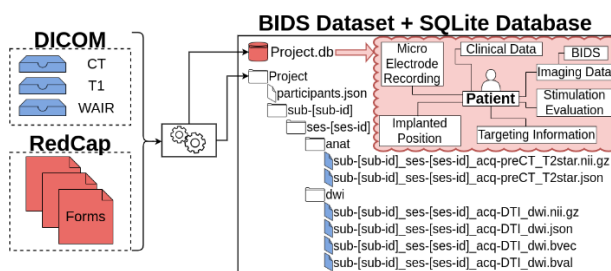 BIDS Dataset + SQLite Database
DICOM
CT
T1
WAIR
RedCap
Forms
Project.db
Project
participants.json
sub-[sub-id]
ses-[ses-id]
anat
sub-[sub-id]_ses-[ses-id]_acq-preCT_T2star.nii.gz
sub-[sub-id]_ses-[ses-id]_acq-preCT_T2star.json
dwi
sub-[sub-id]_ses-[ses-id]_acq-DTI_dwi.nii.gz
sub-[sub-id]_ses-[ses-id]_acq-DTI_dwi.json
sub-[sub-id]_ses-[ses-id]_acq-DTI_dwi.bvec
sub-[sub-id]_ses-[ses-id]_acq-DTI_dwi.bval
Micro
Electrode
Recording
Clinical Data
BIDS
Imaging Data
Patient
Stimulation
Evaluation
Implanted
Position
Targeting Information